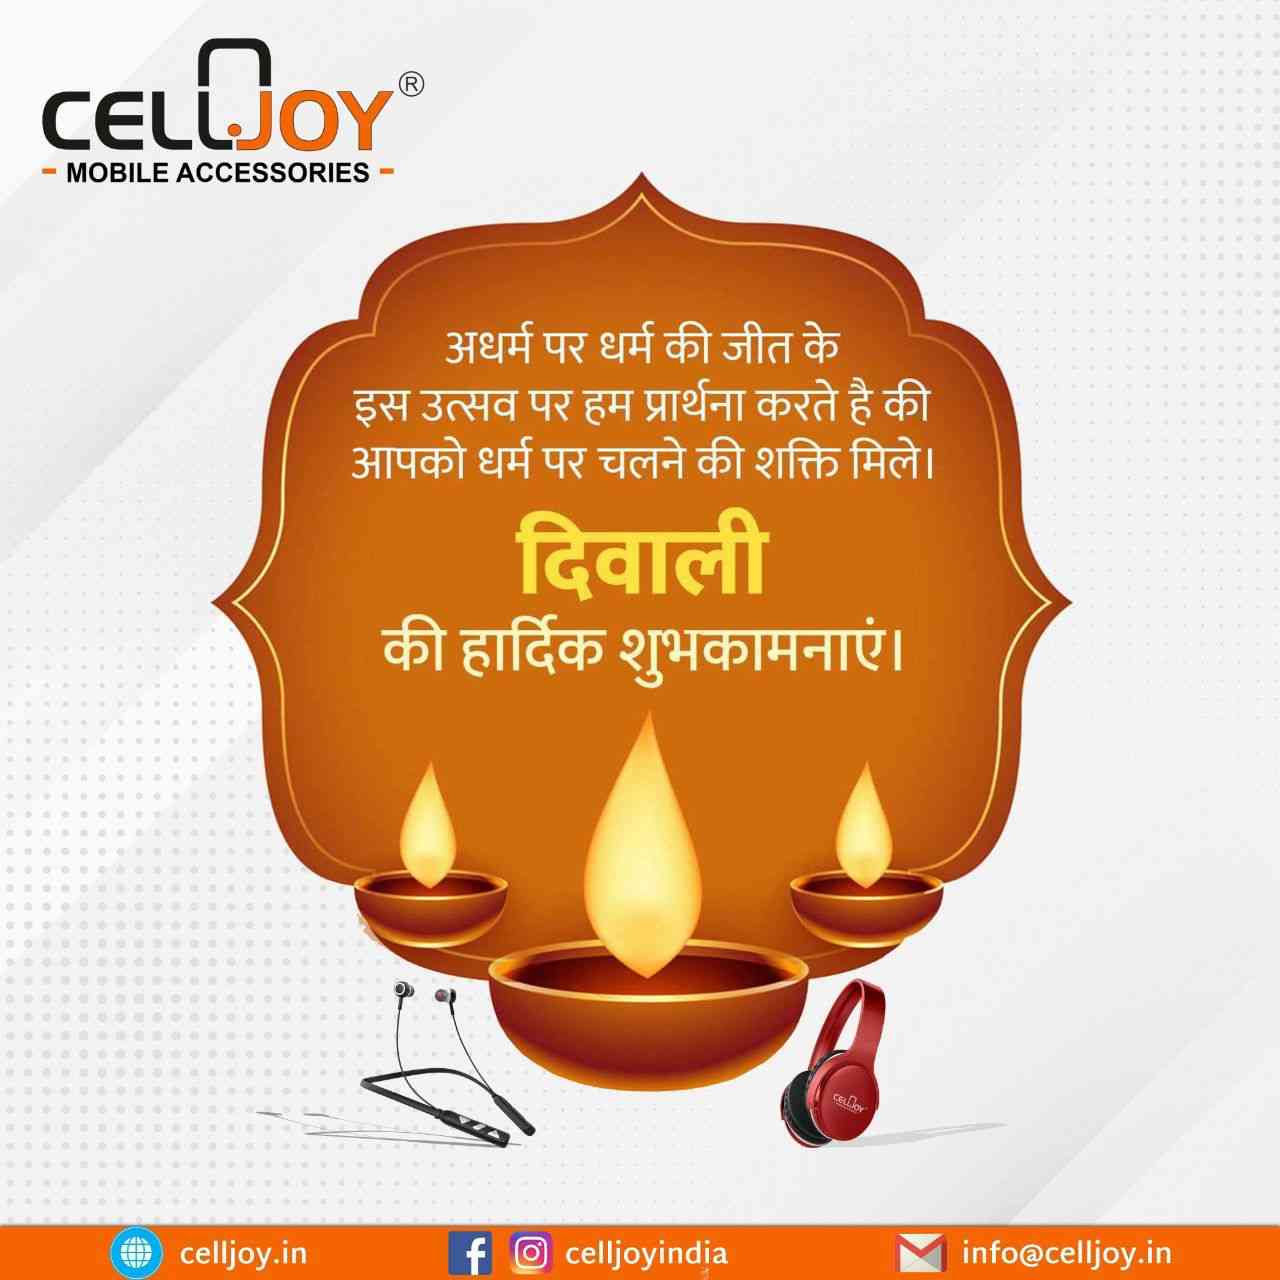 CELLJOY®
- MOBILE ACCESSORIES -
अधर्म पर धर्म की जीत के
इस उत्सव पर हम प्रार्थना करते है की
आपको धर्म पर चलने की शक्ति मिले।
दिवाली
की हार्दिक शुभकामनाएं।
CELLJOY
celljoy.in
celljoyindia
info@celljoy.in